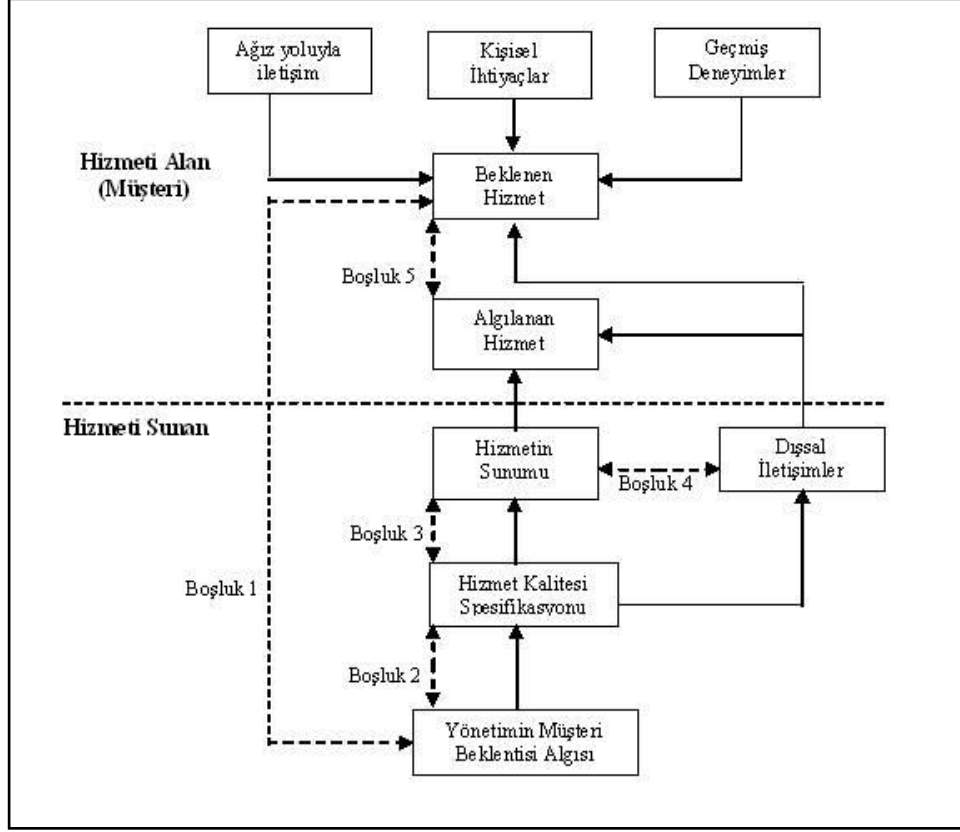 Ağız yoluyla
iletişim
Kişisel
İhtiyaçlar
Geçmiş
Deneyimler
Hizmeti Alan
(Müşteri)
Beklenen
Hizmet
Boşluk 5
Algılanan
Hizmet
Hizmeti Sunan
Hizmetin
Sunumu
Boşluk 4
Dışsal
İletişimler
Boşluk 3
Boşluk 1
Hizmet Kalitesi
Spesifikasyonu
Boşluk 2
Yönetimin Müşteri
Beklentisi Algısı